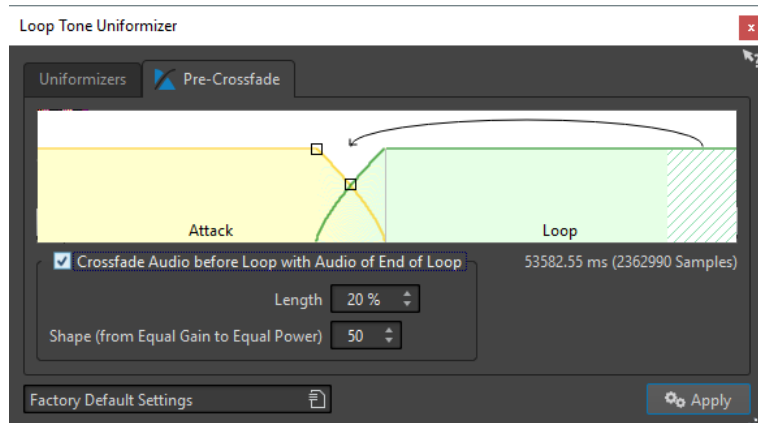 Loop Tone Uniformizer
x
Uniformizers
Pre-Crossfade
Attack
Loop
Crossfade Audio before Loop with Audio of End of Loop
53582.55 ms (2362990 Samples)
Length 20 %
Shape (from Equal Gain to Equal Power) 50
Factory Default Settings
Apply